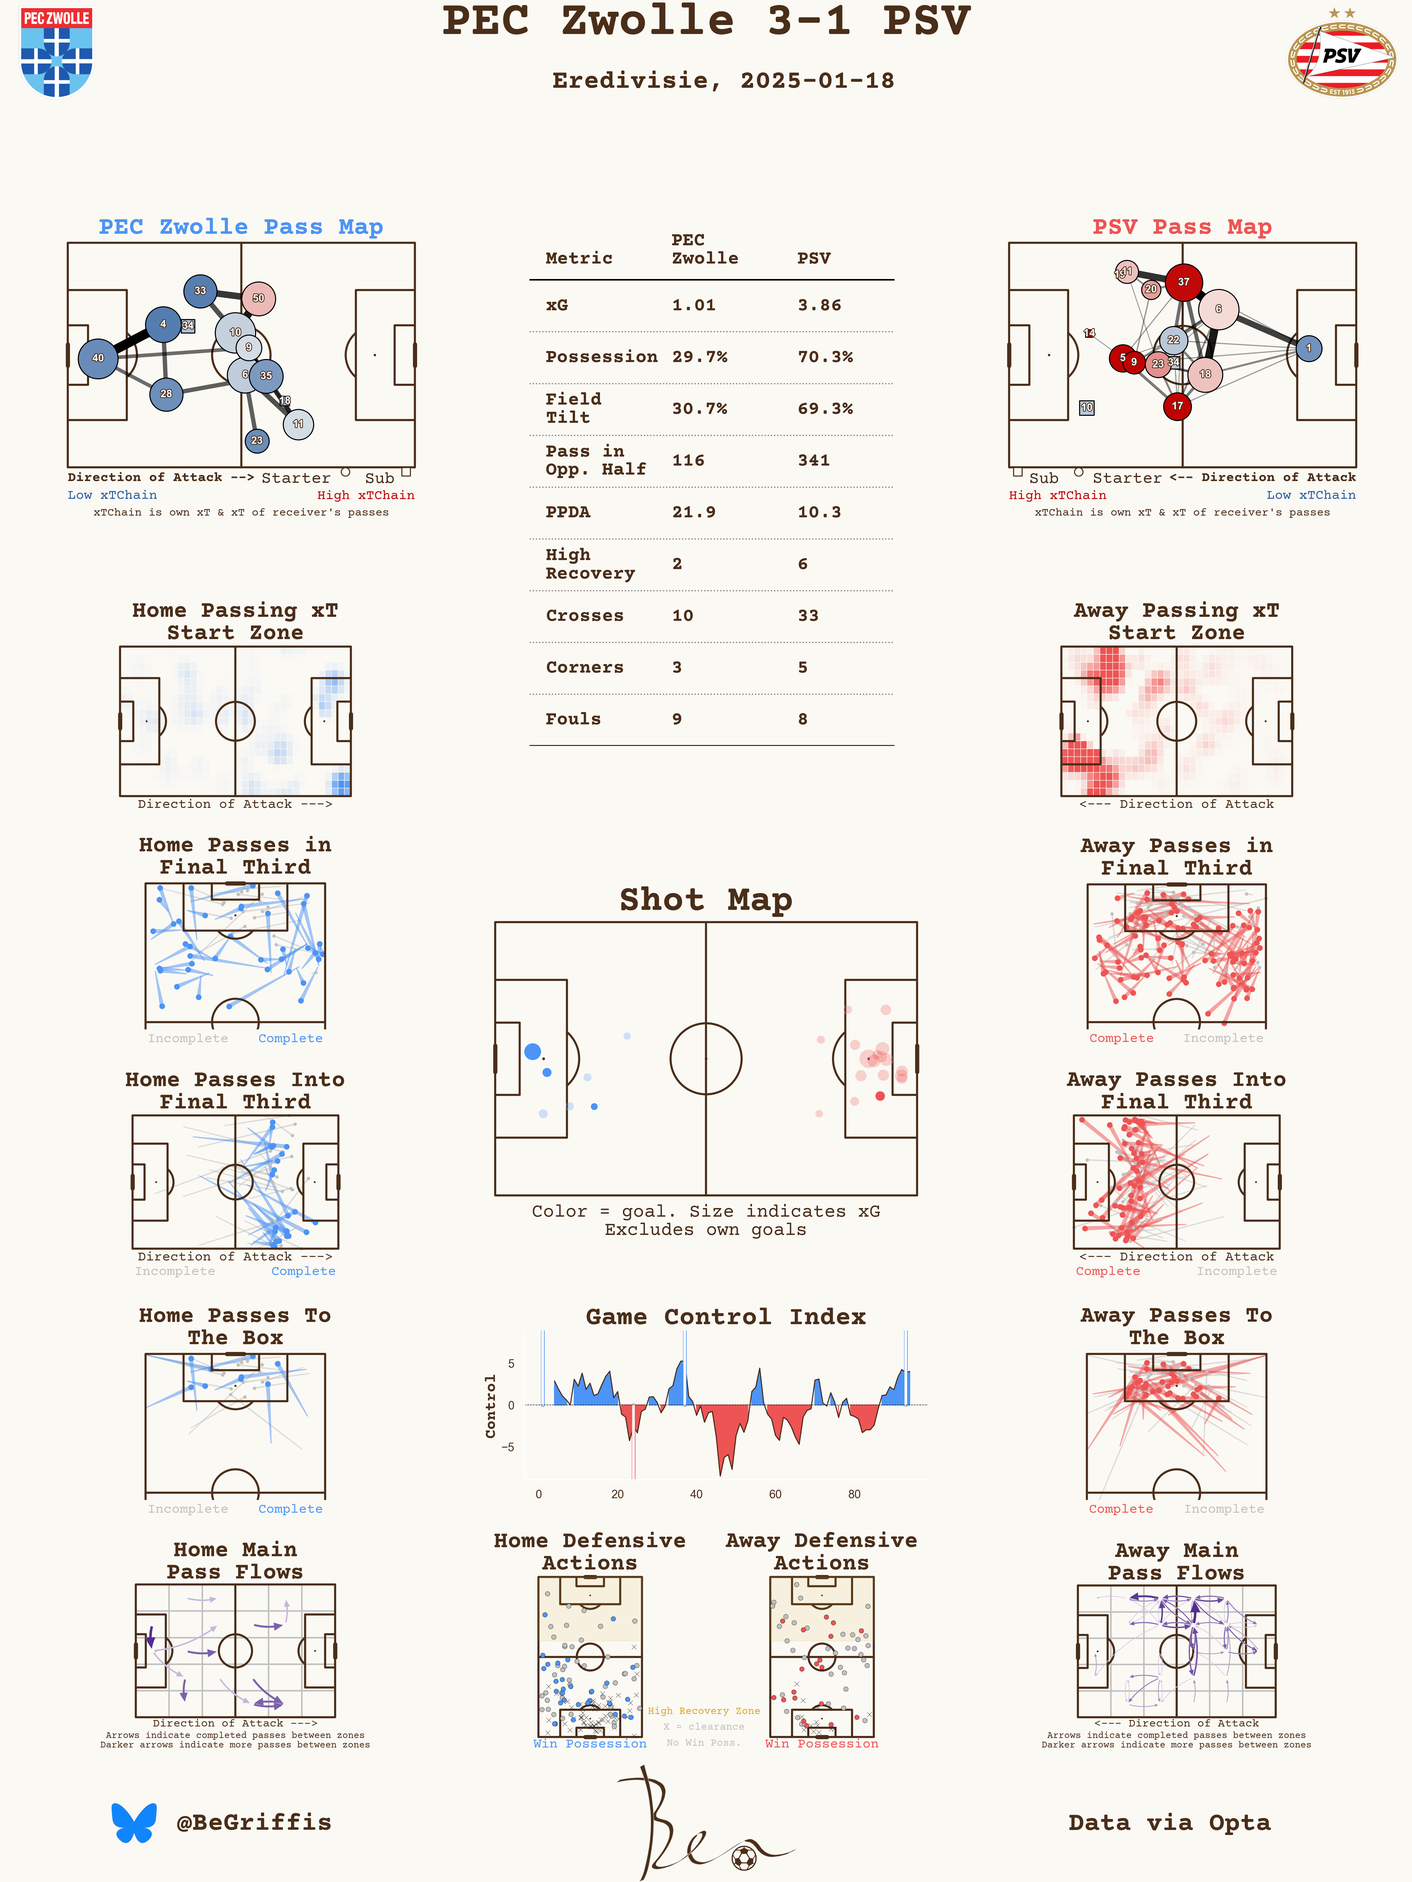 PEC Zwolle 3-1 PSV
Eredivisie, 2025-01-18
PEC ZWOLLE
PSV
EST 1913
PEC Zwolle Pass Map
33
50
4
34
10
9
40
6
35
28
18
11
23
Direction of Attack --> Starter Sub
Low xTChain High xTChain
xTChain is own xT & xT of receiver's passes
Metric PEC Zwolle PSV
xG 1.01 3.86
Possession 29.7% 70.3%
Field Tilt 30.7% 69.3%
Pass in Opp. Half 116 341
PPDA 21.9 10.3
High Recovery 2 6
Crosses 10 33
Corners 3 5
Fouls 9 8
PSV Pass Map
11
37
20
6
14
22
1
5
9
23
34
18
10
17
Sub Starter <-- Direction of Attack
High xTChain Low xTChain
xTChain is own xT & xT of receiver's passes
Home Passing xT
Start Zone
Direction of Attack --->
Away Passing xT
Start Zone
<--- Direction of Attack
Home Passes in
Final Third
Incomplete Complete
Away Passes in
Final Third
Complete Incomplete
Shot Map
Color = goal. Size indicates xG
Excludes own goals
Home Passes Into
Final Third
Direction of Attack --->
Incomplete Complete
Away Passes Into
Final Third
<--- Direction of Attack
Complete Incomplete
Home Passes To
The Box
Incomplete Complete
Game Control Index
Control
5
0
−5
0 20 40 60 80
Away Passes To
The Box
Complete Incomplete
Home Main
Pass Flows
Direction of Attack --->
Arrows indicate completed passes between zones
Darker arrows indicate more passes between zones
Home Defensive
Actions
Win Possession
Away Defensive
Actions
Win Possession
High Recovery Zone
X = clearance
No Win Poss.
Away Main
Pass Flows
<--- Direction of Attack
Arrows indicate completed passes between zones
Darker arrows indicate more passes between zones
@BeGriffis
Ben
Data via Opta